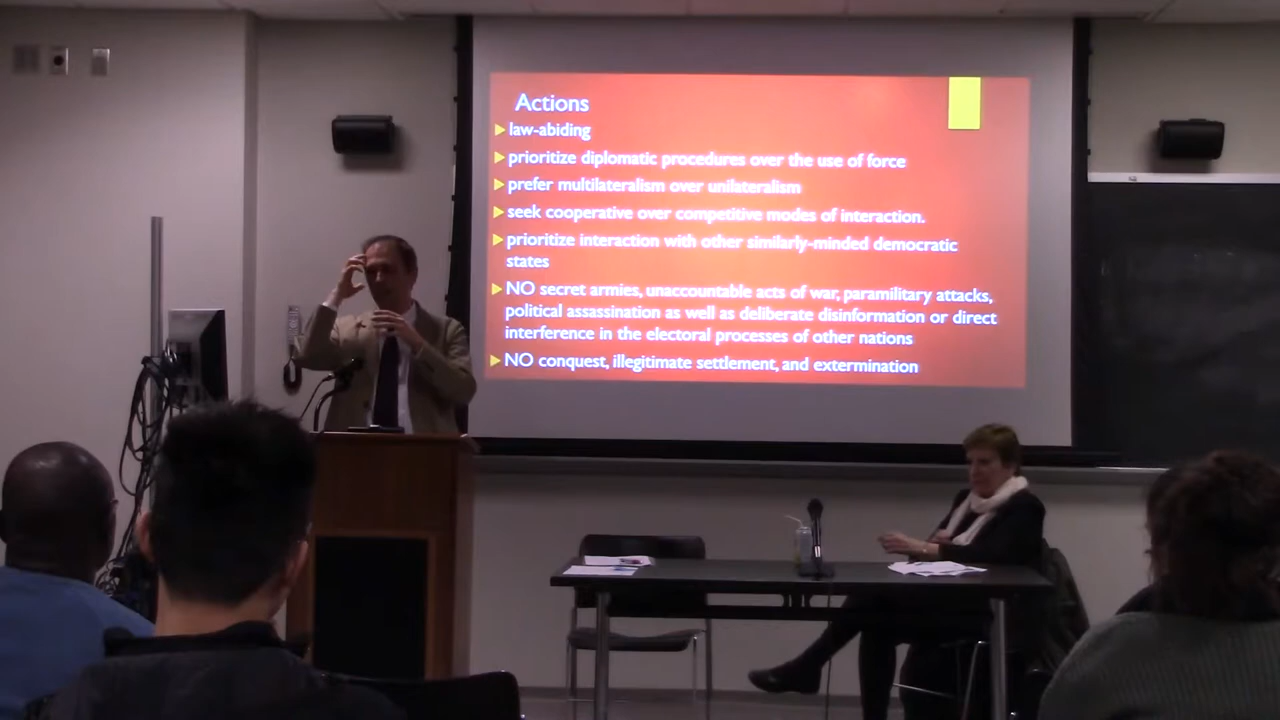 Actions
law-abiding
prioritize diplomatic procedures over the use of force
prefer multilateralism over unilateralism
seek cooperative over competitive modes of interaction.
prioritize interaction with other similarly-minded democratic
states
NO secret armies, unaccountable acts of war, paramilitary attacks,
political assassination as well as deliberate disinformation or direct
interference in the electoral processes of other nations
NO conquest, illegitimate settlement, and extermination